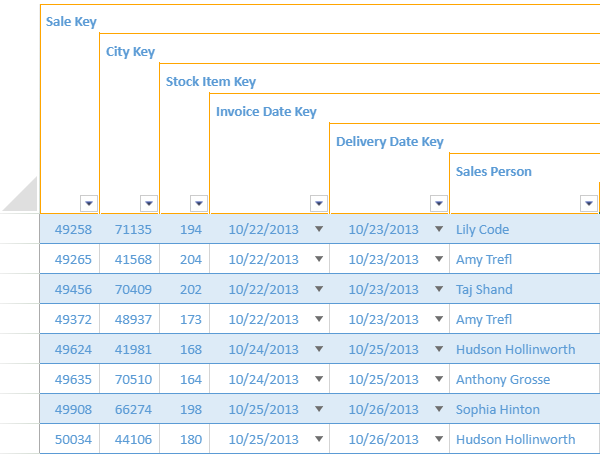 Sale Key
City Key
Stock Item Key
Invoice Date Key
Delivery Date Key
Sales Person
49258 71135 194 10/22/2013 10/23/2013 Lily Code
49265 41568 204 10/22/2013 10/23/2013 Amy Trefl
49456 70409 202 10/22/2013 10/23/2013 Taj Shand
49372 48937 173 10/22/2013 10/23/2013 Amy Trefl
49624 41981 168 10/24/2013 10/25/2013 Hudson Hollinworth
49635 70510 164 10/24/2013 10/25/2013 Anthony Grosse
49908 66274 198 10/25/2013 10/26/2013 Sophia Hinton
50034 44106 180 10/25/2013 10/26/2013 Hudson Hollinworth